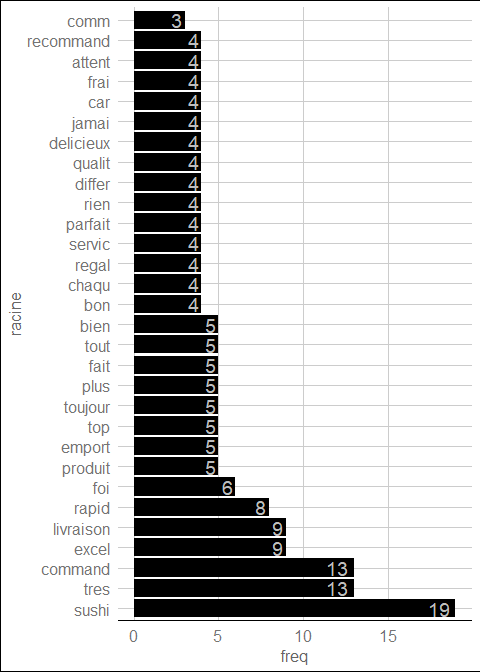 comm 3
recommand 4
attent 4
frai 4
car 4
jamai 4
delicieux 4
qualit 4
differ 4
rien 4
parfait 4
servic 4
regal 4
chaqu 4
bon 4
bien 5
tout 5
fait 5
plus 5
toujour 5
top 5
emport 5
produit 5
foi 6
rapid 8
livraison 9
excel 9
command 13
tres 13
sushi 19
racine
0 5 10 15
freq